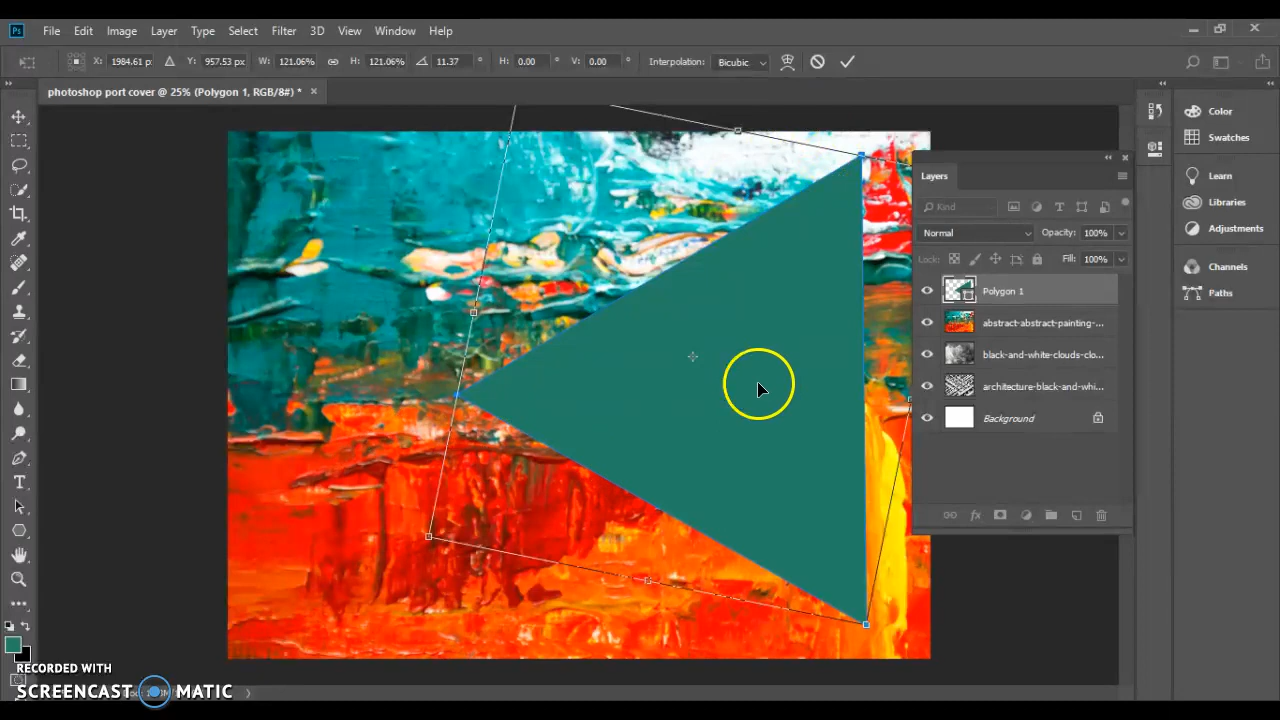 Ps File Edit Image Layer Type Select Filter 3D View Window Help
X: 1984.61 px Y: 957.53 px W: 121.06% H: 121.06% 11.37 ° H: 0.00 ° V: 0.00 ° Interpolation: Bicubic
photoshop port cover @ 25% (Polygon 1, RGB/8#) * ×
Color
Swatches
Learn
Libraries
Adjustments
Channels
Paths
Layers
Kind
Normal Opacity: 100%
Lock: Fill: 100%
Polygon 1
abstract-abstract-painting-...
black-and-white-clouds-clo...
architecture-black-and-whi...
Background
RECORDED WITH
SCREENCAST MATIC